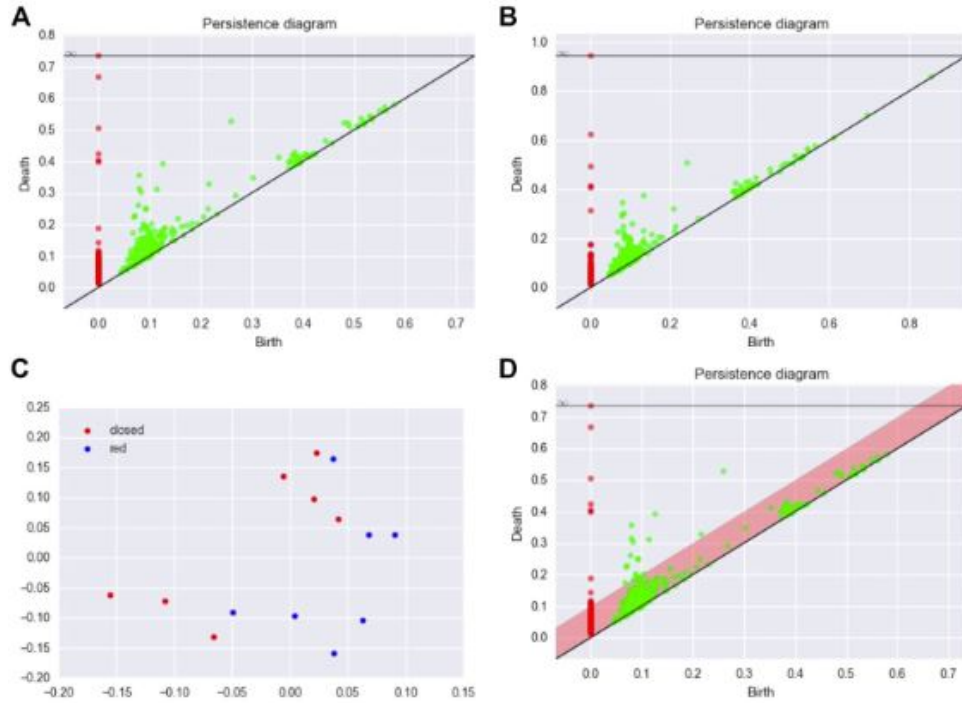 A
Persistence diagram
0.8
0.7
0.6
0.5
0.4
0.3
0.2
0.1
0.0
Death
∞
0.0 0.1 0.2 0.3 0.4 0.5 0.6 0.7
Birth
B
Persistence diagram
1.0
0.8
0.6
0.4
0.2
0.0
Death
∞
0.0 0.2 0.4 0.6 0.8
Birth
C
0.25
0.20
0.15
0.10
0.05
0.00
−0.05
−0.10
−0.15
−0.20
closed
red
−0.20 −0.15 −0.10 −0.05 0.00 0.05 0.10 0.15
D
Persistence diagram
0.8
0.7
0.6
0.5
0.4
0.3
0.2
0.1
0.0
Death
∞
0.0 0.1 0.2 0.3 0.4 0.5 0.6 0.7
Birth